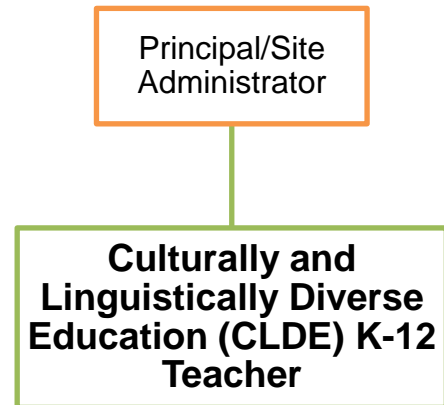 Principal/Site
Administrator
Culturally and
Linguistically Diverse
Education (CLDE) K-12
Teacher